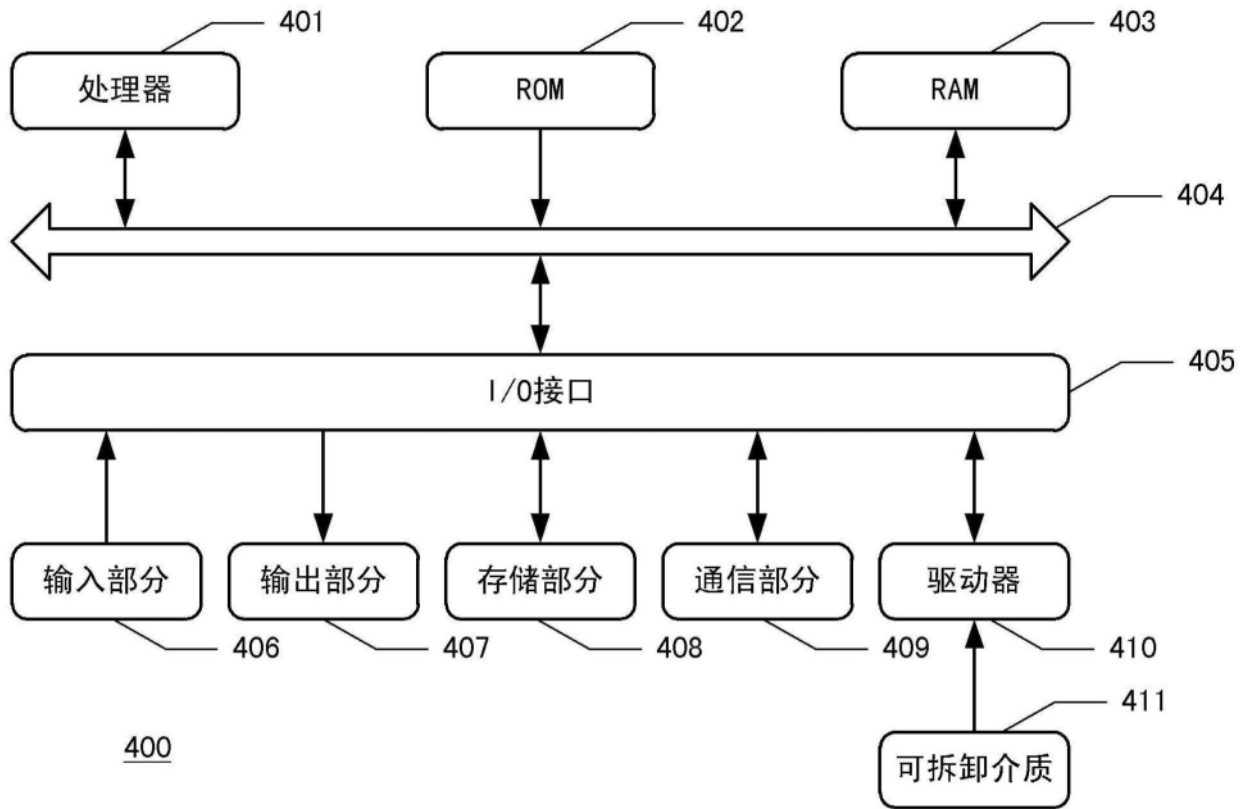 401
402
403
处理器
ROM
RAM
404
405
I/O接口
输入部分
输出部分
存储部分
通信部分
驱动器
406
407
408
409
410
411
400
可拆卸介质